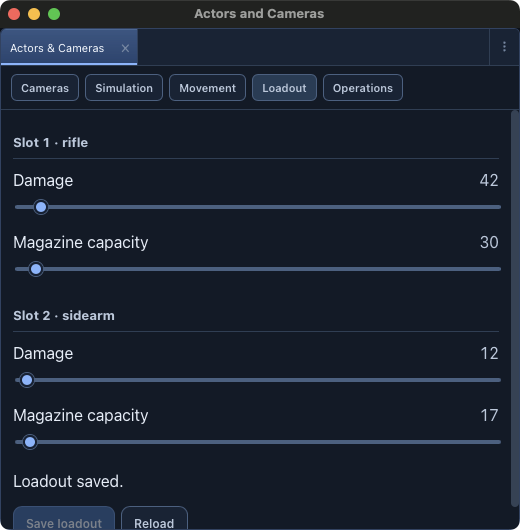 Actors and Cameras
Actors & Cameras
Cameras Simulation Movement Loadout Operations
Slot 1 · rifle
Damage 42
Magazine capacity 30
Slot 2 · sidearm
Damage 12
Magazine capacity 17
Loadout saved.
Save loadout Reload